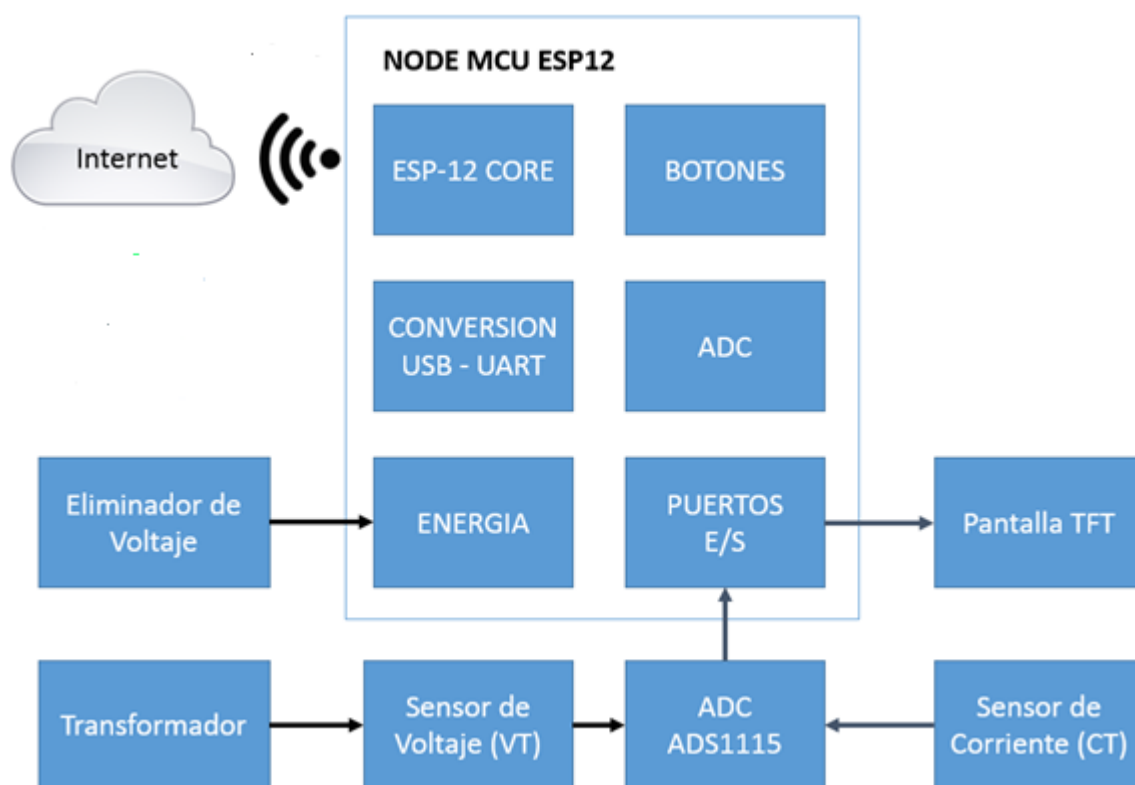 NODE MCU ESP12
Internet
ESP-12 CORE
BOTONES
CONVERSION
USB - UART
ADC
Eliminador de
Voltaje
ENERGIA
PUERTOS
E/S
Pantalla TFT
Transformador
Sensor de
Voltaje (VT)
ADC
ADS1115
Sensor de
Corriente (CT)